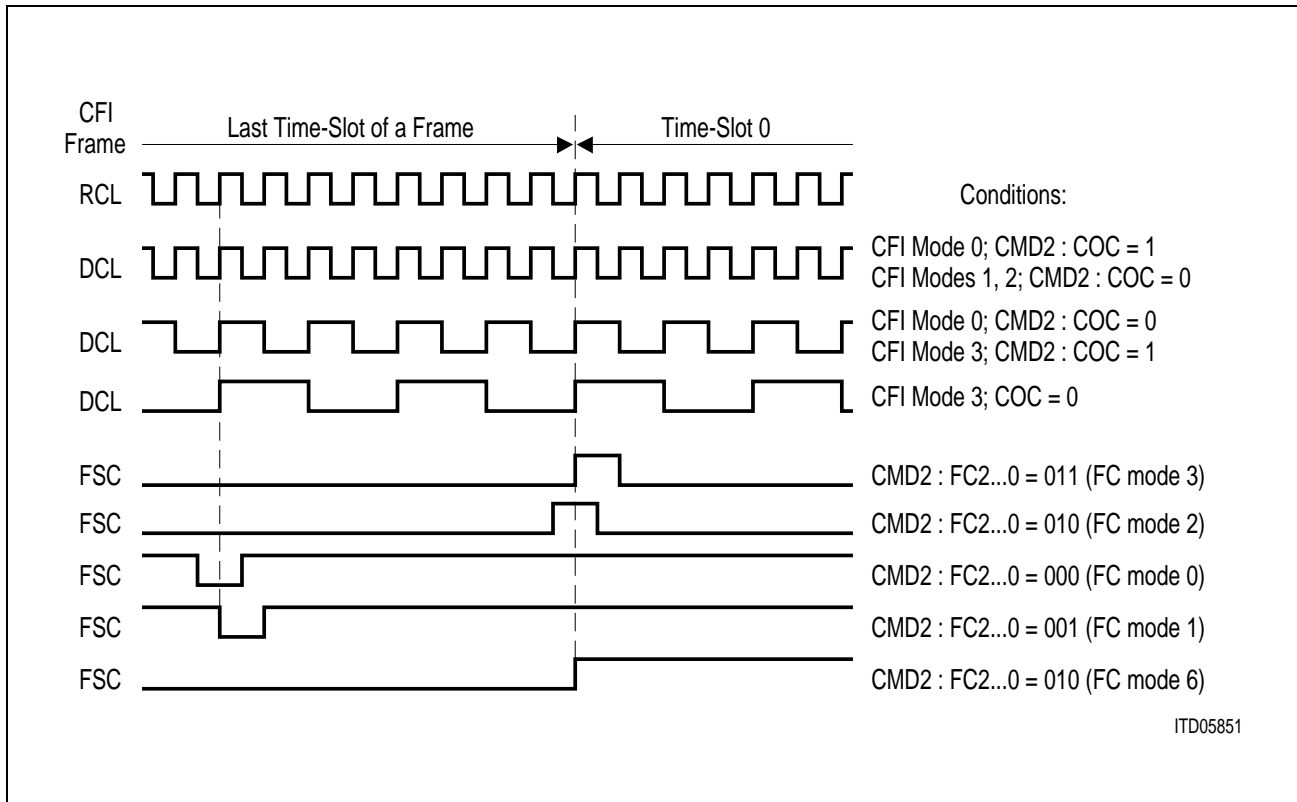 CFI
Frame
Last Time-Slot of a Frame
Time-Slot 0
RCL
Conditions:
DCL
CFI Mode 0; CMD2 : COC = 1
CFI Modes 1, 2; CMD2 : COC = 0
DCL
CFI Mode 0; CMD2 : COC = 0
CFI Mode 3; CMD2 : COC = 1
DCL
CFI Mode 3; COC = 0
FSC
CMD2 : FC2...0 = 011 (FC mode 3)
FSC
CMD2 : FC2...0 = 010 (FC mode 2)
FSC
CMD2 : FC2...0 = 000 (FC mode 0)
FSC
CMD2 : FC2...0 = 001 (FC mode 1)
FSC
CMD2 : FC2...0 = 010 (FC mode 6)
ITD05851